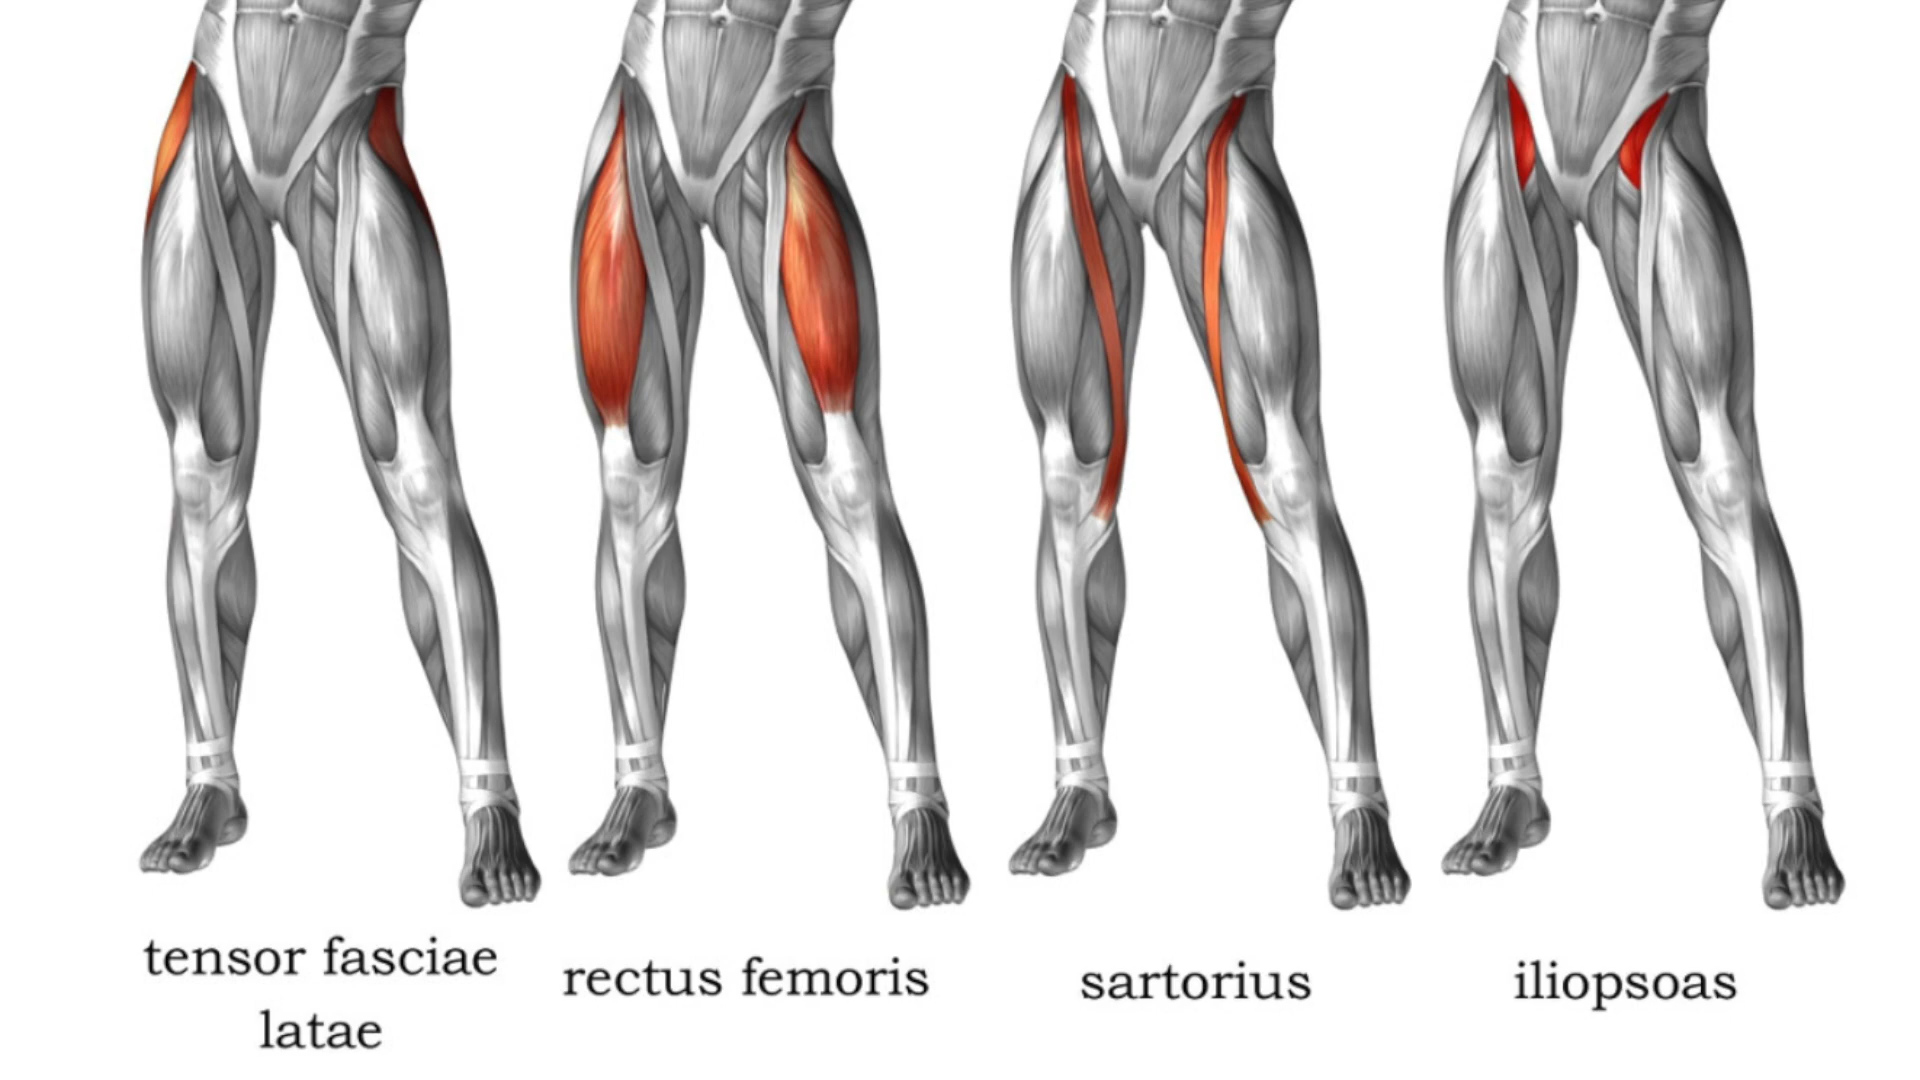 tensor fasciae
latae
rectus femoris
sartorius
iliopsoas